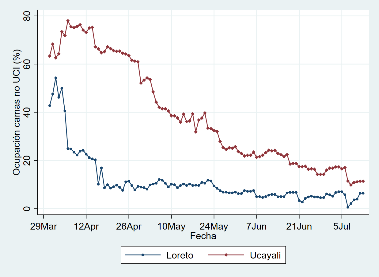 Ocupación camas no UCI (%)
80
60
40
20
0
29Mar 12Apr 26Apr 10May 24May 7Jun 21Jun 5Jul
Fecha
Loreto Ucayali